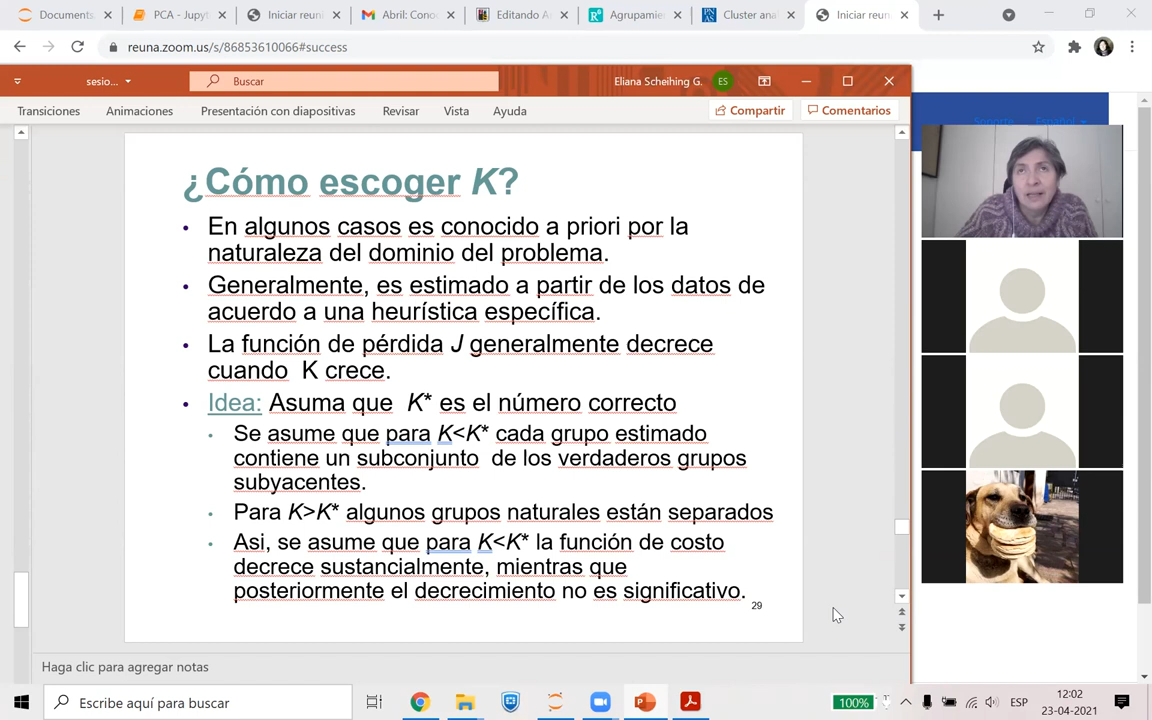 Documents.
PCA - Jupyt
Iniciar reuni
Abril: Cono
Editando Ac
Agrupamie
Cluster anal
Iniciar reun
reuna.zoom.us/s/86853610066#success
sesio...
Buscar
Eliana Scheihing G.
ES
Transiciones
Animaciones
Presentación con diapositivas
Revisar
Vista
Ayuda
Compartir
Comentarios
Soporte
Español
¿Cómo escoger K?
• En algunos casos es conocido a priori por la
naturaleza del dominio del problema.
• Generalmente, es estimado a partir de los datos de
acuerdo a una heurística específica.
• La función de pérdida J generalmente decrece
cuando K crece.
• Idea: Asuma que K* es el número correcto
• Se asume que para K<K* cada grupo estimado
contiene un subconjunto de los verdaderos grupos
subyacentes.
• Para K>K* algunos grupos naturales están separados
• Asi, se asume que para K<K* la función de costo
decrece sustancialmente, mientras que
posteriormente el decrecimiento no es significativo.
29
Haga clic para agregar notas
Escribe aquí para buscar
100%
ESP
12:02
23-04-2021